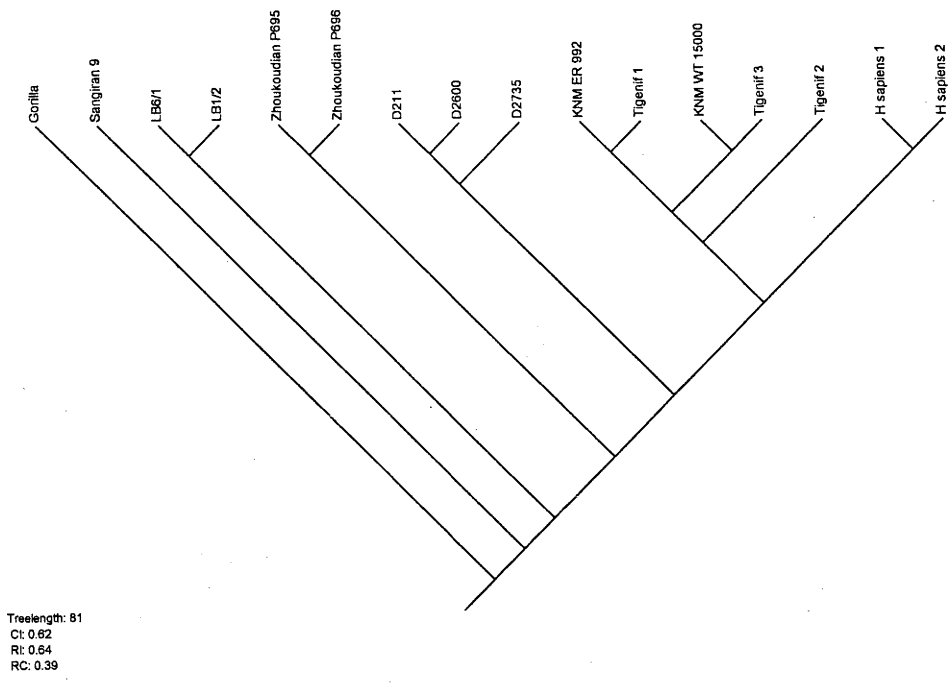 Gorilla
Sangiran 9
LB6/1
LB1/2
Zhoukoudian P695
Zhoukoudian P696
D211
D2600
D2735
KNM ER 992
Tigenif 1
KNM WT 15000
Tigenif 3
Tigenif 2
H sapiens 1
H sapiens 2
Treelength: 81
CI: 0.62
RI: 0.64
RC: 0.39